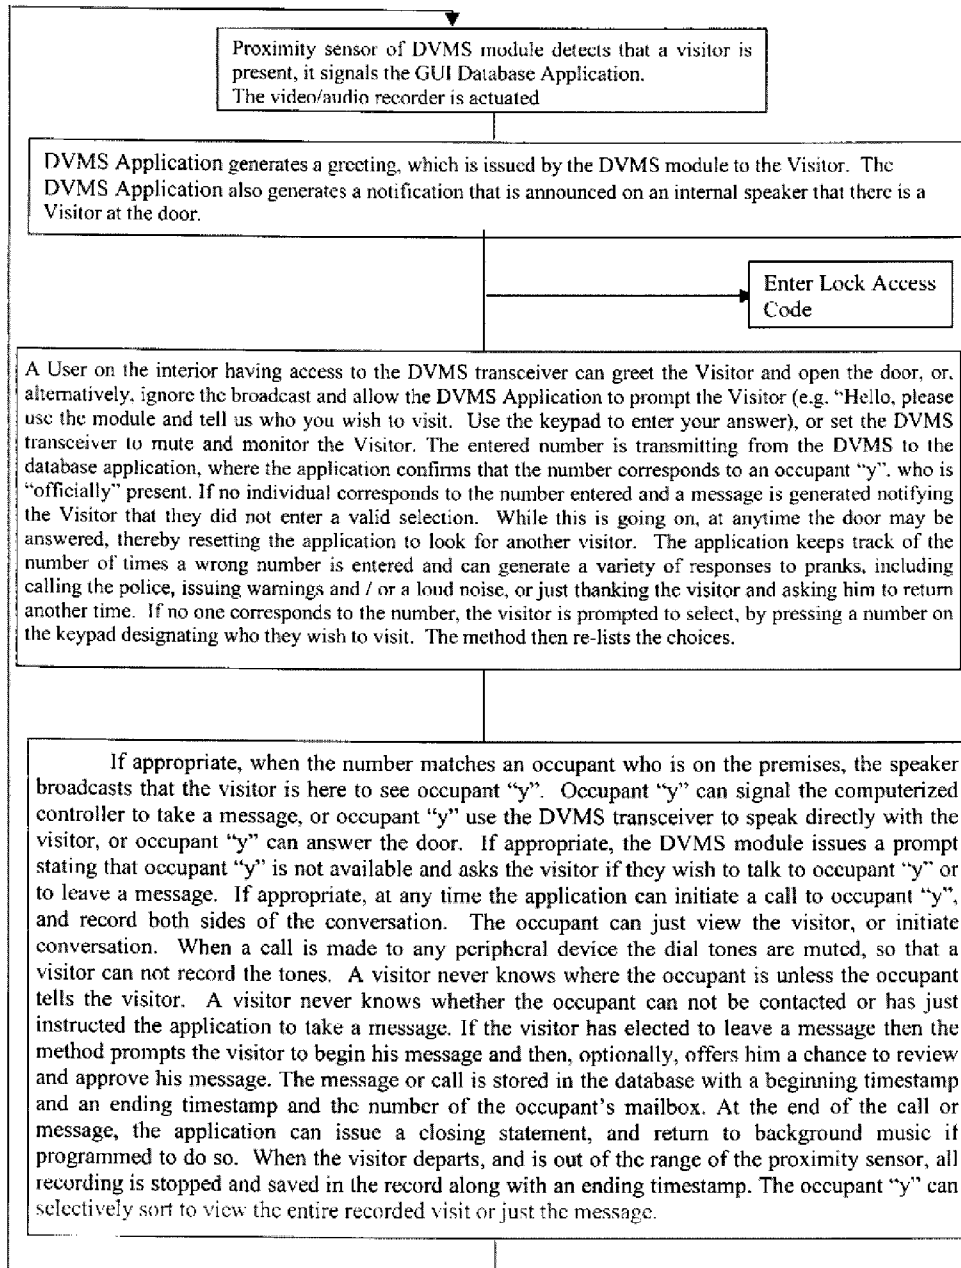 Proximity sensor of DVMS module detects that a visitor is
present, it signals the GUI Database Application.
The video/audio recorder is actuated
DVMS Application generates a greeting, which is issued by the DVMS module to the Visitor. The
DVMS Application also generates a notification that is announced on an internal speaker that there is a
Visitor at the door.
Enter Lock Access
Code
A User on the interior having access to the DVMS transceiver can greet the Visitor and open the door, or,
alternatively, ignore the broadcast and allow the DVMS Application to prompt the Visitor (e.g. “Hello, please
use the module and tell us who you wish to visit. Use the keypad to enter your answer), or set the DVMS
transceiver to mute and monitor the Visitor. The entered number is transmitting from the DVMS to the
database application, where the application confirms that the number corresponds to an occupant “y”, who is
“officially” present. If no individual corresponds to the number entered and a message is generated notifying
the Visitor that they did not enter a valid selection. While this is going on, at anytime the door may be
answered, thereby resetting the application to look for another visitor. The application keeps track of the
number of times a wrong number is entered and can generate a variety of responses to pranks, including
calling the police, issuing warnings and / or a loud noise, or just thanking the visitor and asking him to return
another time. If no one corresponds to the number, the visitor is prompted to select, by pressing a number on
the keypad designating who they wish to visit. The method then re-lists the choices.
If appropriate, when the number matches an occupant who is on the premises, the speaker
broadcasts that the visitor is here to see occupant “y”. Occupant “y” can signal the computerized
controller to take a message, or occupant “y” use the DVMS transceiver to speak directly with the
visitor, or occupant “y” can answer the door. If appropriate, the DVMS module issues a prompt
stating that occupant “y” is not available and asks the visitor if they wish to talk to occupant “y” or
to leave a message. If appropriate, at any time the application can initiate a call to occupant “y”,
and record both sides of the conversation. The occupant can just view the visitor, or initiate
conversation. When a call is made to any peripheral device the dial tones are muted, so that a
visitor can not record the tones. A visitor never knows where the occupant is unless the occupant
tells the visitor. A visitor never knows whether the occupant can not be contacted or has just
instructed the application to take a message. If the visitor has elected to leave a message then the
method prompts the visitor to begin his message and then, optionally, offers him a chance to review
and approve his message. The message or call is stored in the database with a beginning timestamp
and an ending timestamp and the number of the occupant’s mailbox. At the end of the call or
message, the application can issue a closing statement, and return to background music if
programmed to do so. When the visitor departs, and is out of the range of the proximity sensor, all
recording is stopped and saved in the record along with an ending timestamp. The occupant “y” can
selectively sort to view the entire recorded visit or just the message.